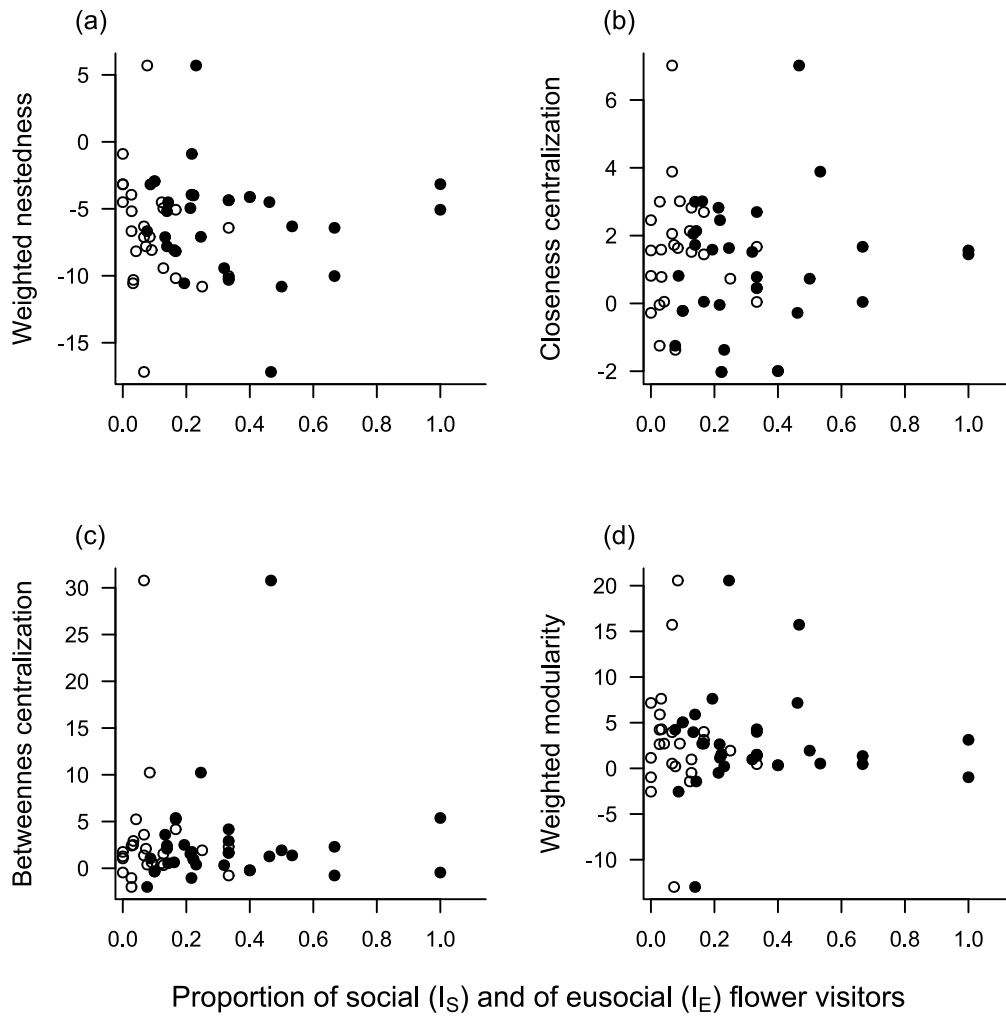 (a)
Weighted nestedness
5
0
-5
-10
-15
0.0 0.2 0.4 0.6 0.8 1.0
(b)
Closeness centralization
6
4
2
0
-2
0.0 0.2 0.4 0.6 0.8 1.0
(c)
Betweenness centralization
30
25
20
15
10
5
0
0.0 0.2 0.4 0.6 0.8 1.0
(d)
Weighted modularity
20
15
10
5
0
-10
0.0 0.2 0.4 0.6 0.8 1.0
Proportion of social (I_S) and of eusocial (I_E) flower visitors